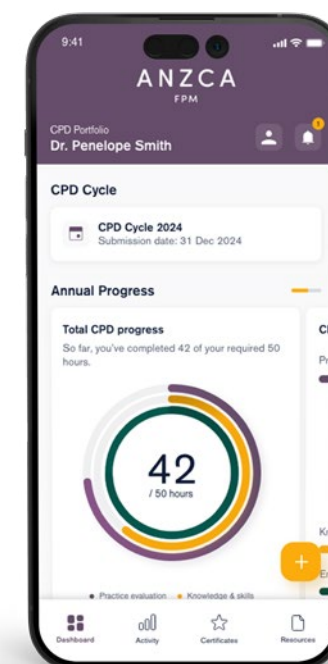 9:41
ANZCA
FPM
CPD Portfolio
Dr. Penelope Smith
1
CPD Cycle
CPD Cycle 2024
Submission date: 31 Dec 2024
Annual Progress
Total CPD progress
So far, you've completed 42 of your required 50
hours.
42
/ 50 hours
Practice evaluation
Knowledge & skills
Dashboard
Activity
Certificates
Resources